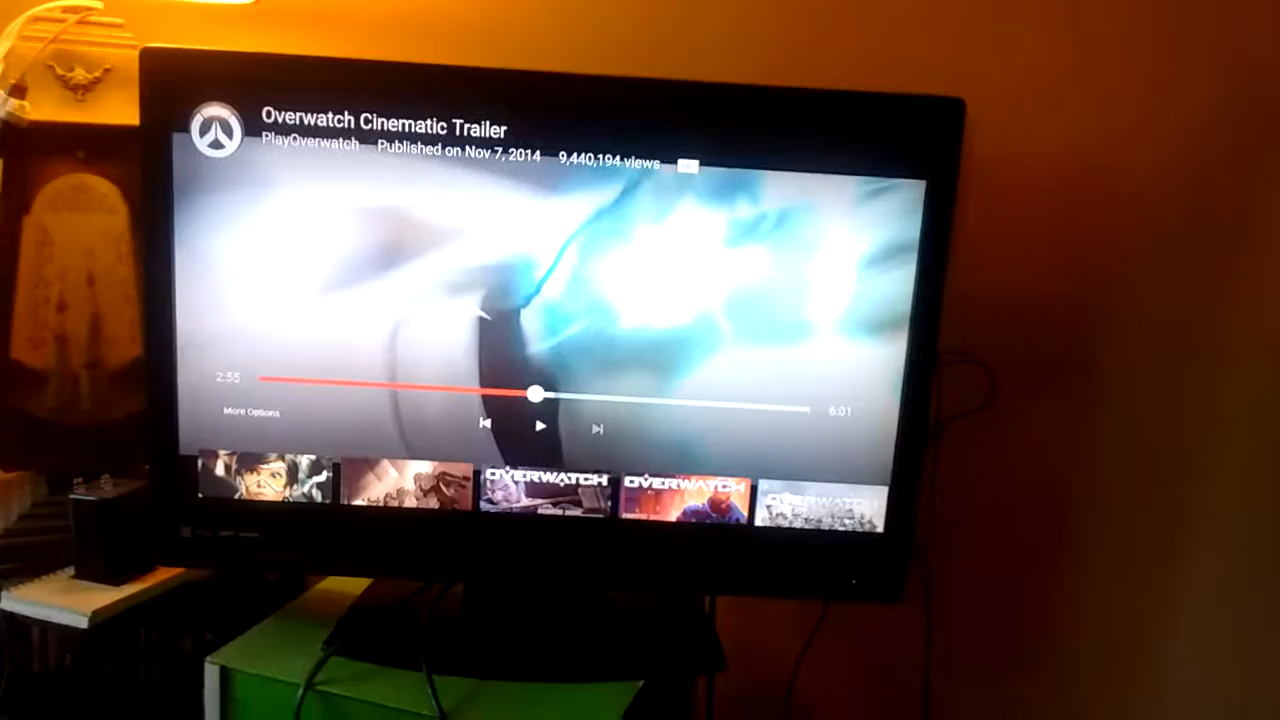 Overwatch Cinematic Trailer
PlayOverwatch Published on Nov 7, 2014 9,440,194 views
2:55 6:01
More Options
OVERWATCH OVERWATCH OVERWATCH